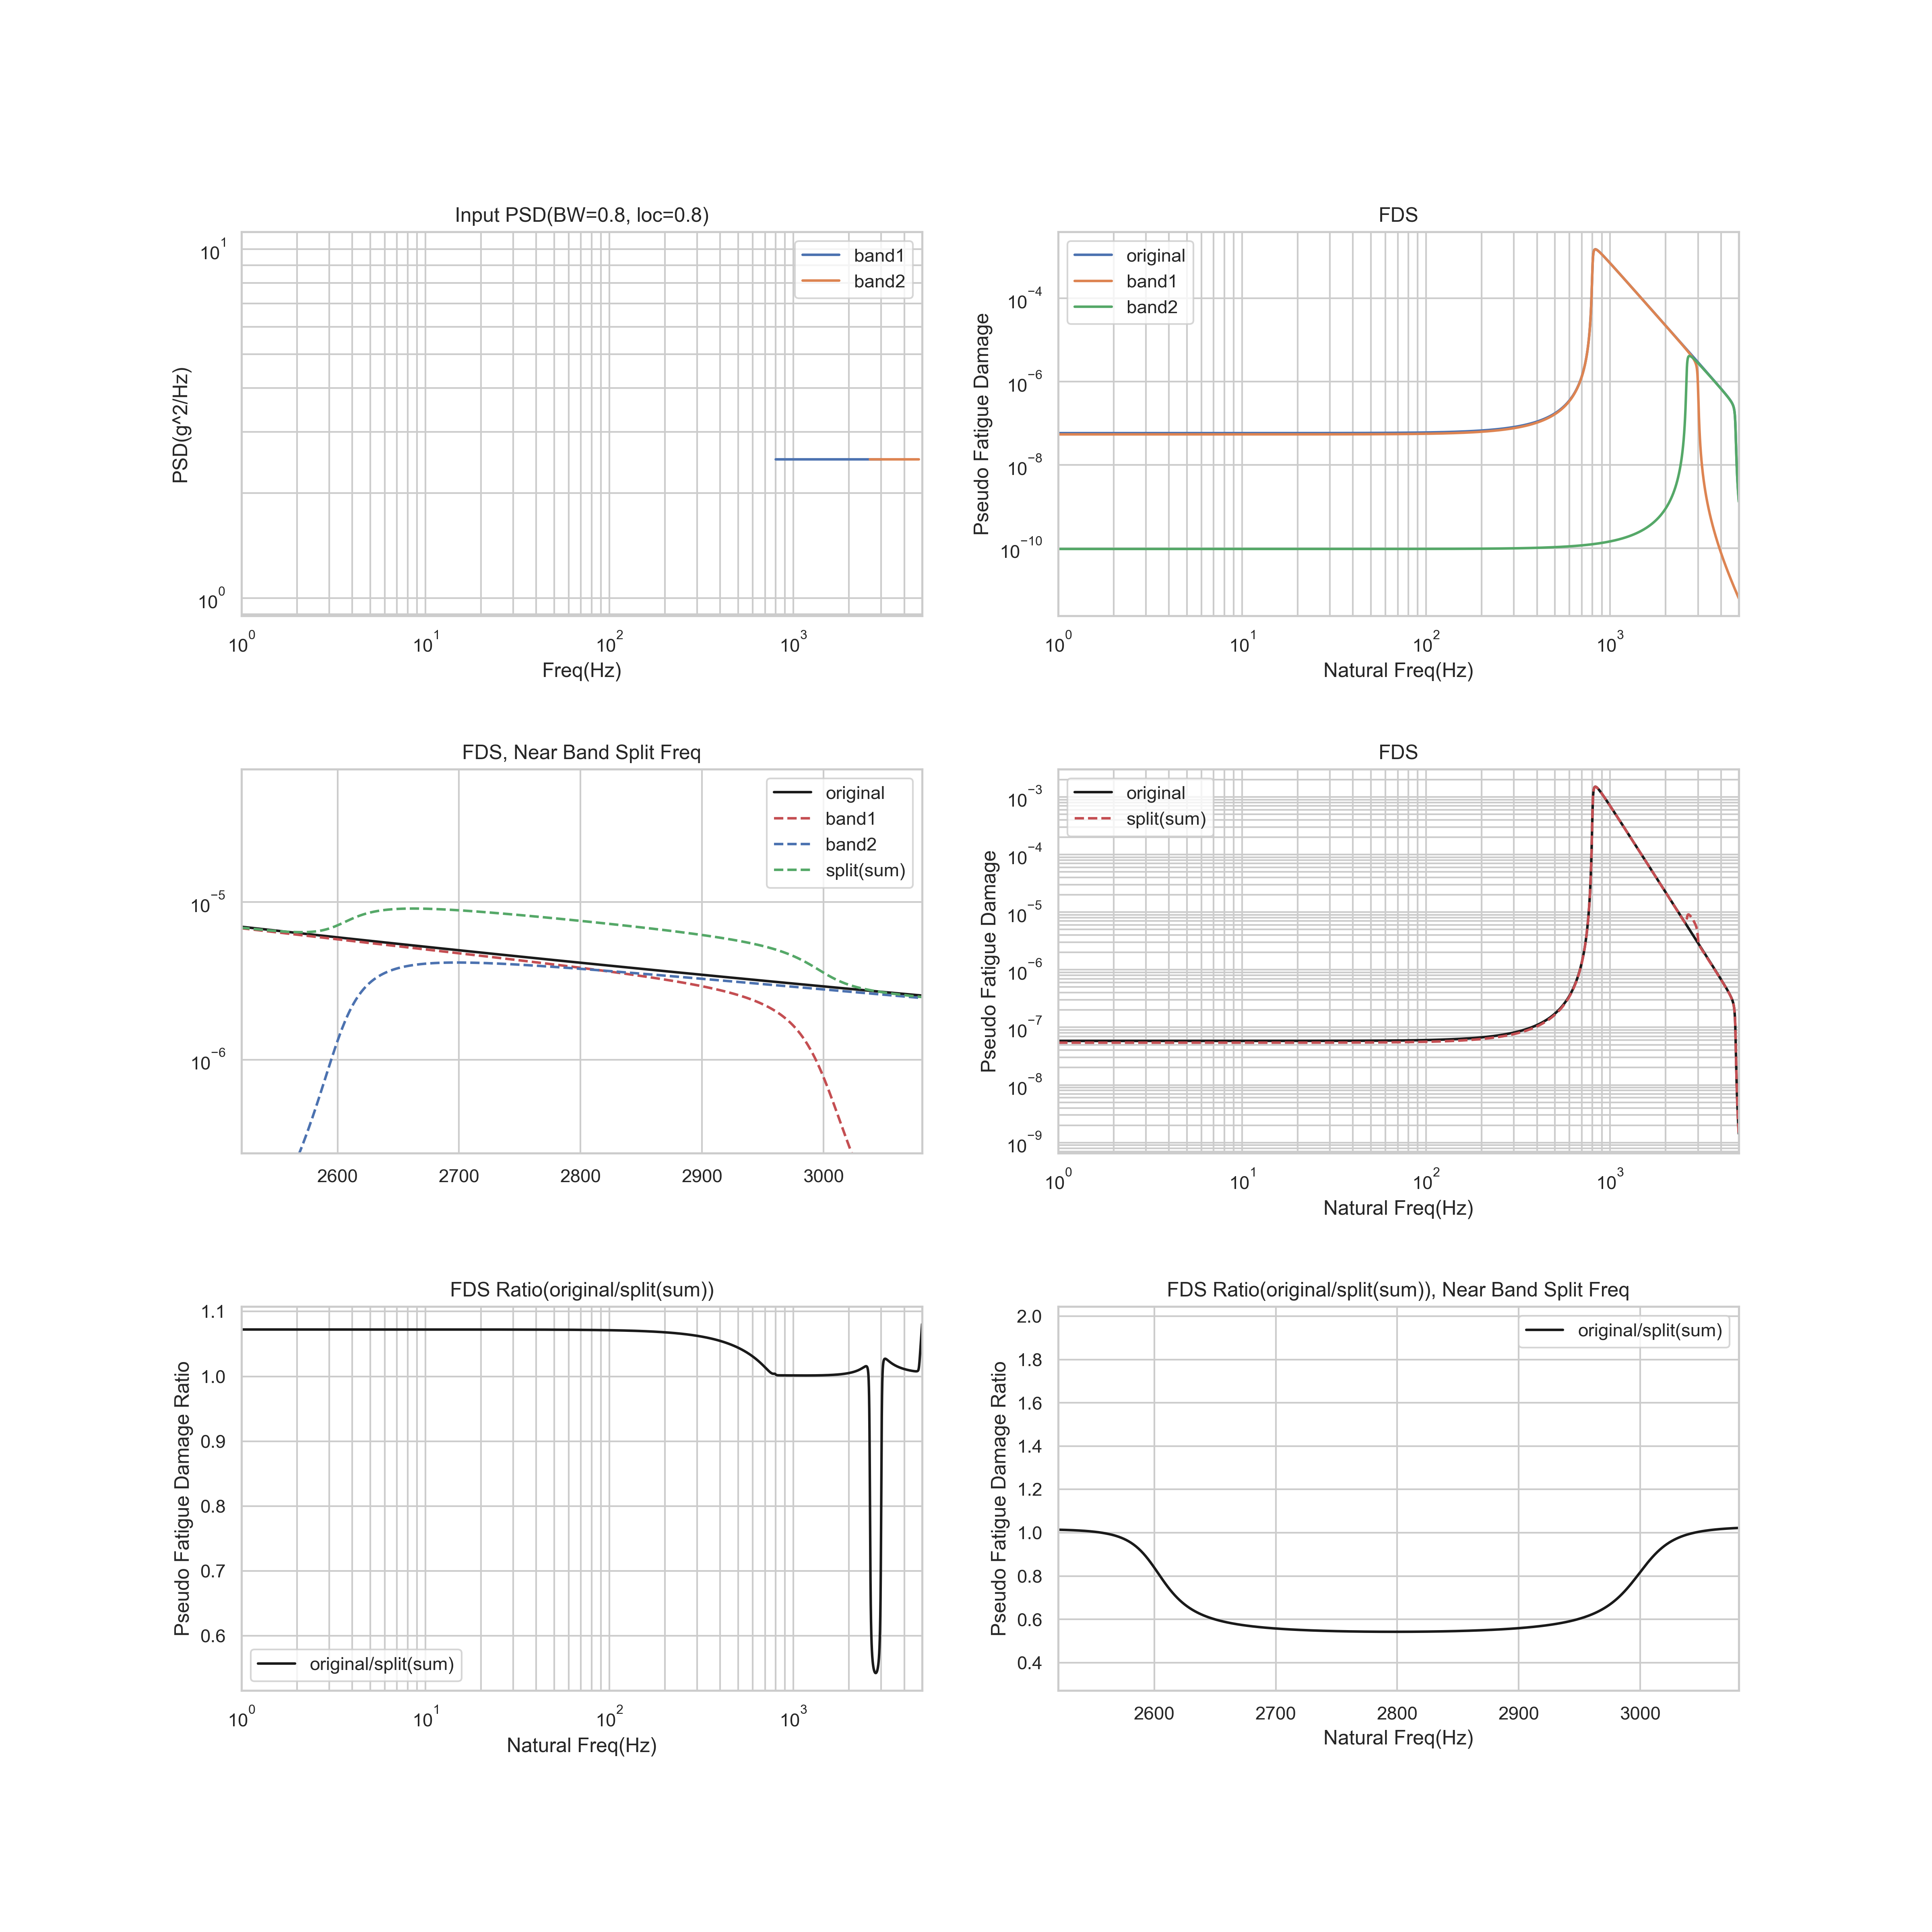 Input PSD(BW=0.8, loc=0.8)
PSD(g^2/Hz)
10^1
10^0
band1
band2
10^0 10^1 10^2 10^3
Freq(Hz)
FDS
Pseudo Fatigue Damage
10^−4
10^−6
10^−8
10^−10
original
band1
band2
10^0 10^1 10^2 10^3
Natural Freq(Hz)
FDS, Near Band Split Freq
10^−5
10^−6
original
band1
band2
split(sum)
2600 2700 2800 2900 3000
FDS
Pseudo Fatigue Damage
10^−3
10^−4
10^−5
10^−6
10^−7
10^−8
10^−9
original
split(sum)
10^0 10^1 10^2 10^3
Natural Freq(Hz)
FDS Ratio(original/split(sum))
Pseudo Fatigue Damage Ratio
1.1
1.0
0.9
0.8
0.7
0.6
original/split(sum)
10^0 10^1 10^2 10^3
Natural Freq(Hz)
FDS Ratio(original/split(sum)), Near Band Split Freq
Pseudo Fatigue Damage Ratio
2.0
1.8
1.6
1.4
1.2
1.0
0.8
0.6
0.4
original/split(sum)
2600 2700 2800 2900 3000
Natural Freq(Hz)